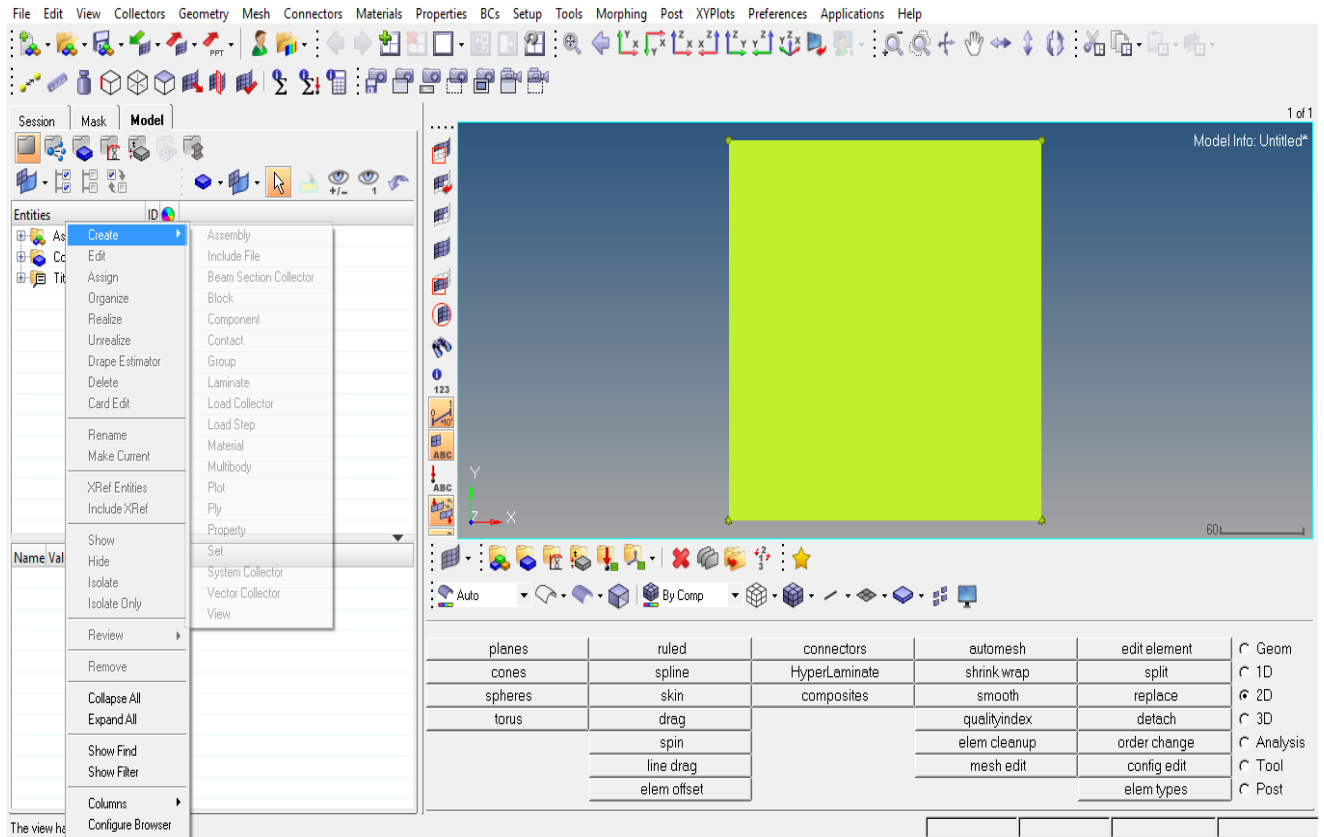 File Edit View Collectors Geometry Mesh Connectors Materials Properties BCs Setup Tools Morphing Post XYPlots Preferences Applications Help
PPT
Session Mask Model
1 of 1
Model Info: Untitled*
Entities ID
As
Co
Tit
Create
Edit
Assign
Organize
Realize
Unrealize
Drape Estimator
Delete
Card Edit
Rename
Make Current
XRef Entities
Include XRef
Show
Hide
Isolate
Isolate Only
Review
Remove
Collapse All
Expand All
Show Find
Show Filter
Columns
Configure Browser
Assembly
Include File
Beam Section Collector
Block
Component
Contact
Group
Laminate
Load Collector
Load Step
Material
Multibody
Plot
Ply
Property
Set
System Collector
Vector Collector
View
Name Val
The view ha
123
ABC
ABC
Y
Z X
60
Auto By Comp
planes ruled connectors automesh edit element Geom
cones spline HyperLaminate shrink wrap split 1D
spheres skin composites smooth replace 2D
torus drag qualityindex detach 3D
spin elem cleanup order change Analysis
line drag mesh edit config edit Tool
elem offset elem types Post